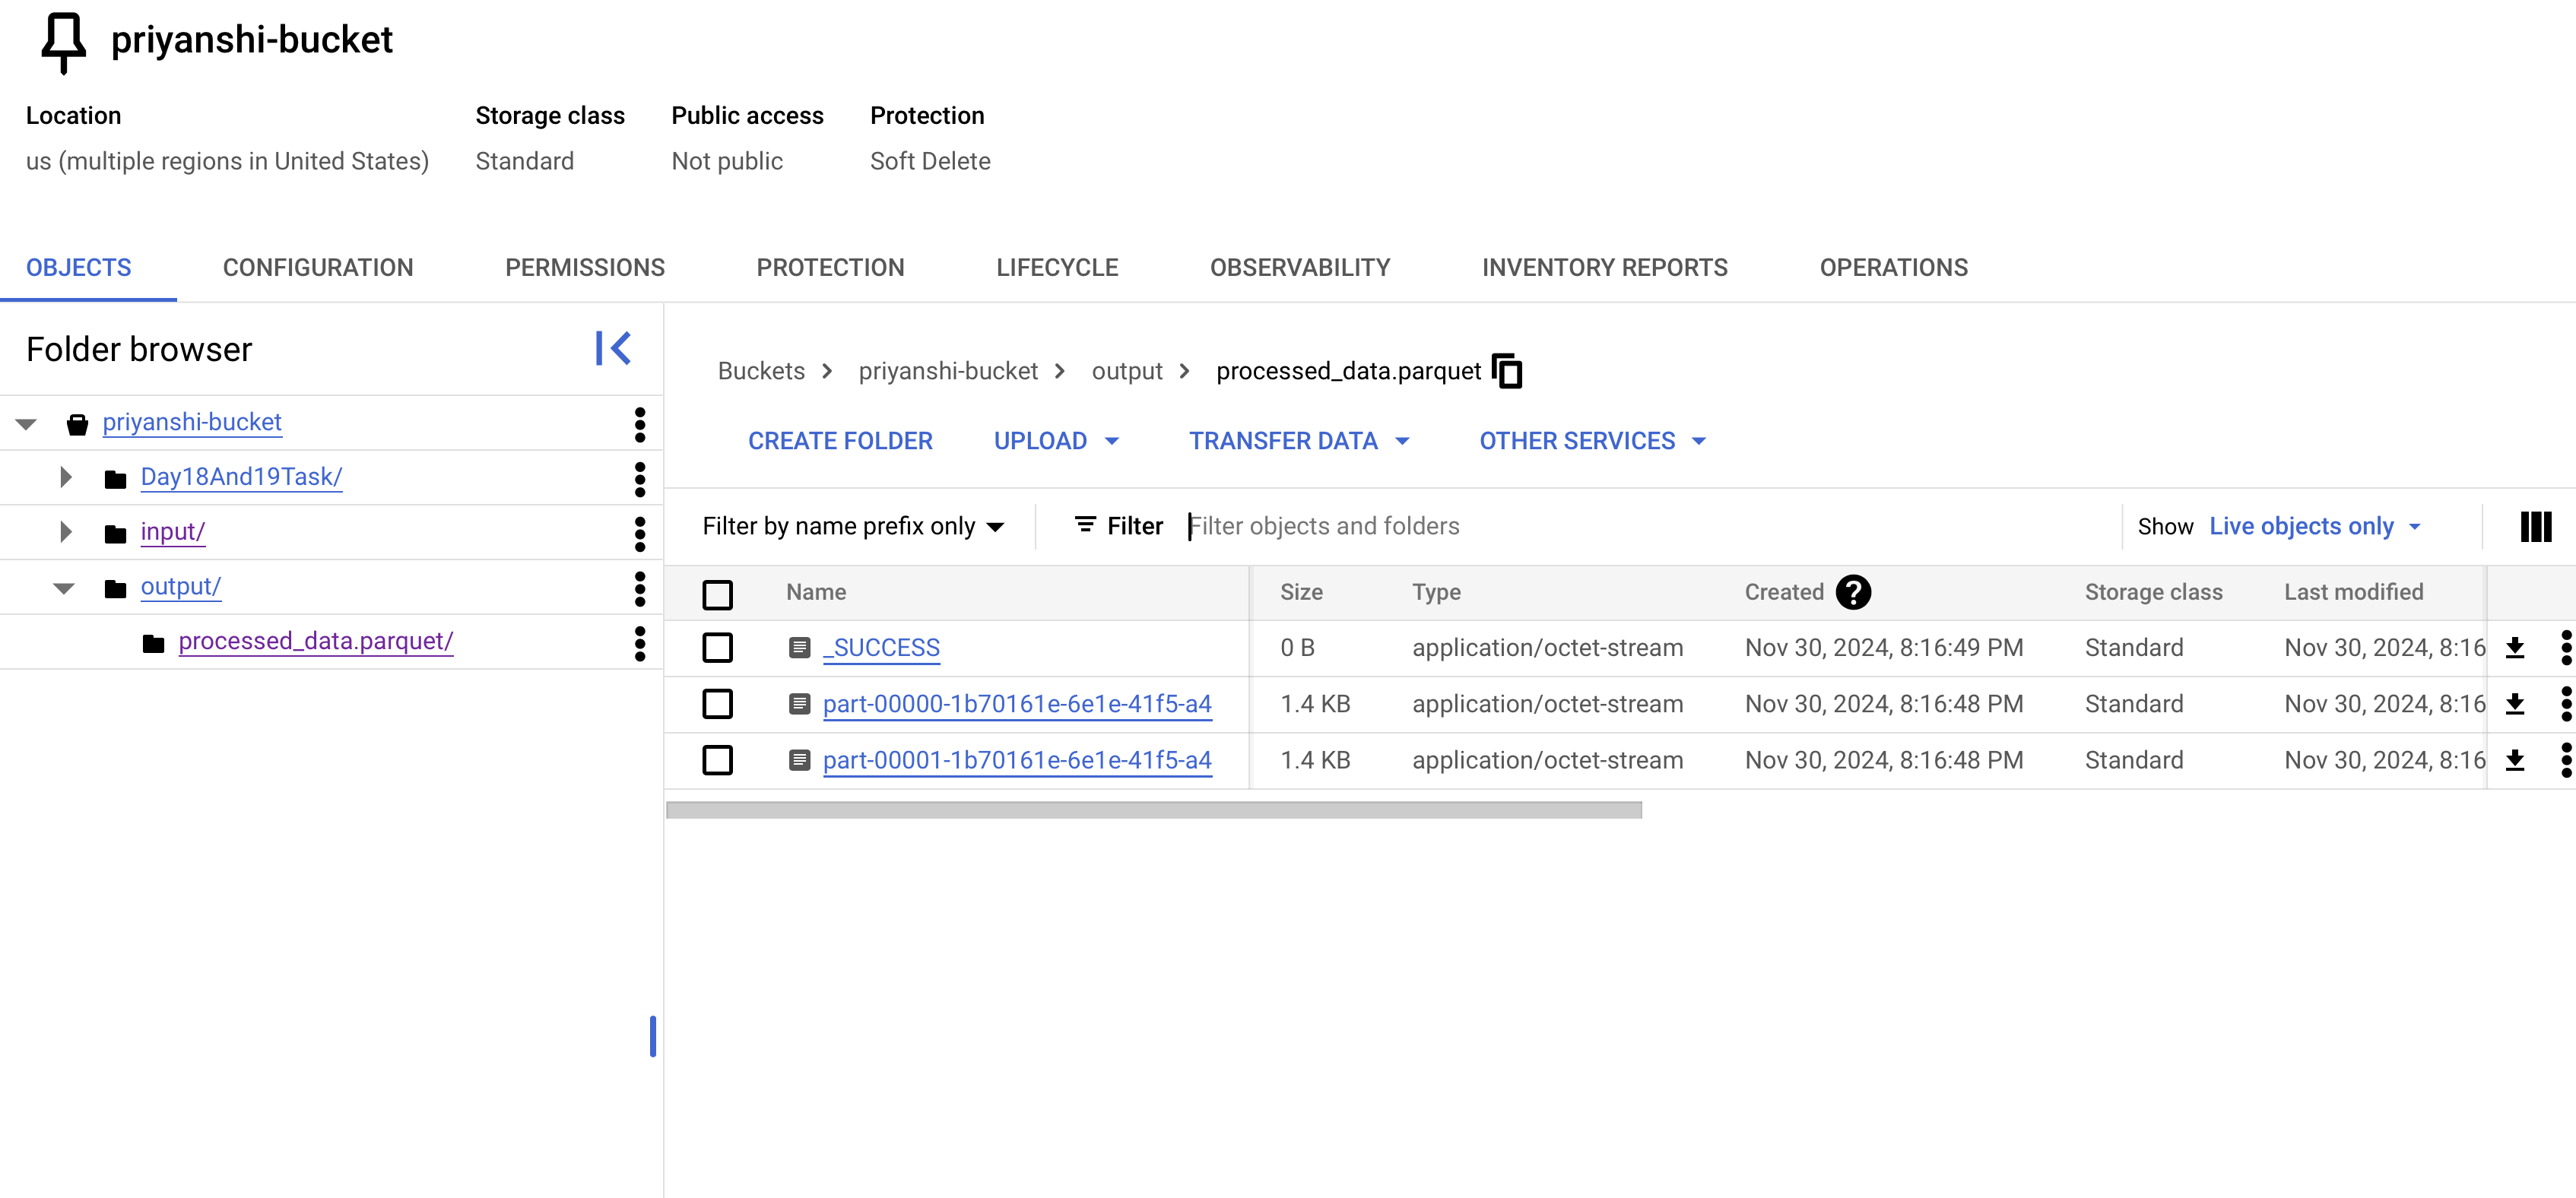 priyanshi-bucket
Location Storage class Public access Protection
us (multiple regions in United States) Standard Not public Soft Delete
OBJECTS CONFIGURATION PERMISSIONS PROTECTION LIFECYCLE OBSERVABILITY INVENTORY REPORTS OPERATIONS
Folder browser
priyanshi-bucket
Day18And19Task/
input/
output/
processed_data.parquet/
Buckets priyanshi-bucket output processed_data.parquet
CREATE FOLDER UPLOAD TRANSFER DATA OTHER SERVICES
Filter by name prefix only Filter Filter objects and folders Show Live objects only
Name Size Type Created ? Storage class Last modified
_SUCCESS 0 B application/octet-stream Nov 30, 2024, 8:16:49 PM Standard Nov 30, 2024, 8:16
part-00000-1b70161e-6e1e-41f5-a4 1.4 KB application/octet-stream Nov 30, 2024, 8:16:48 PM Standard Nov 30, 2024, 8:16
part-00001-1b70161e-6e1e-41f5-a4 1.4 KB application/octet-stream Nov 30, 2024, 8:16:48 PM Standard Nov 30, 2024, 8:16